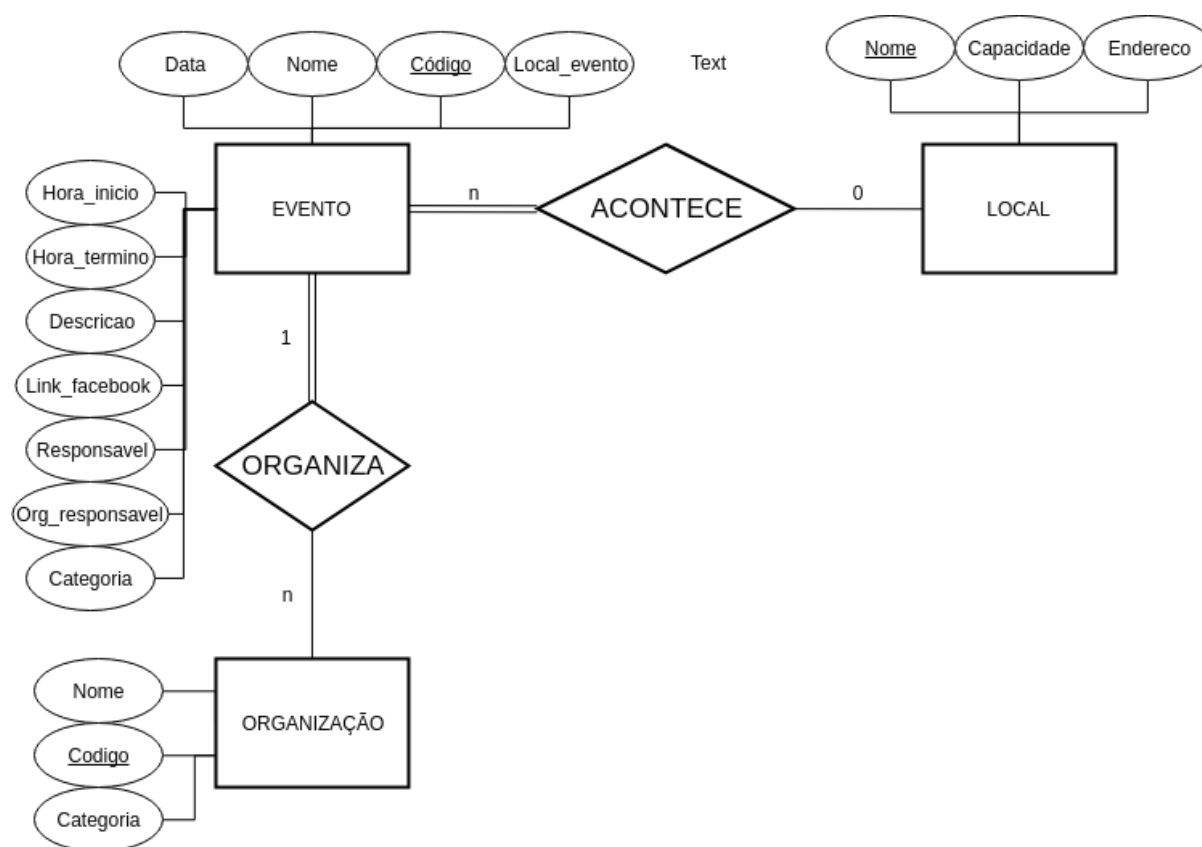 Data
Nome
Código
Local_evento
Text
Nome
Capacidade
Endereco
Hora_inicio
EVENTO
n
ACONTECE
0
LOCAL
Hora_termino
Descricao
1
Link_facebook
Responsavel
ORGANIZA
Org_responsavel
Categoria
n
Nome
ORGANIZAÇÃO
Codigo
Categoria